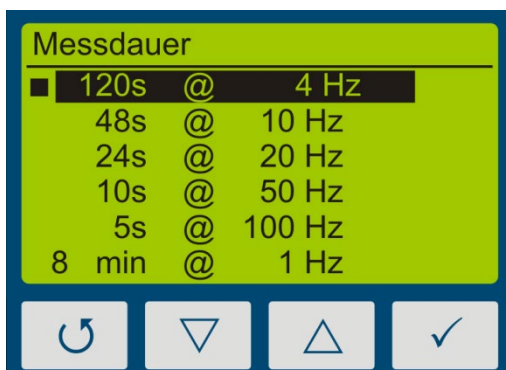 Messdauer
120s @ 4 Hz
48s @ 10 Hz
24s @ 20 Hz
10s @ 50 Hz
5s @ 100 Hz
8 min @ 1 Hz